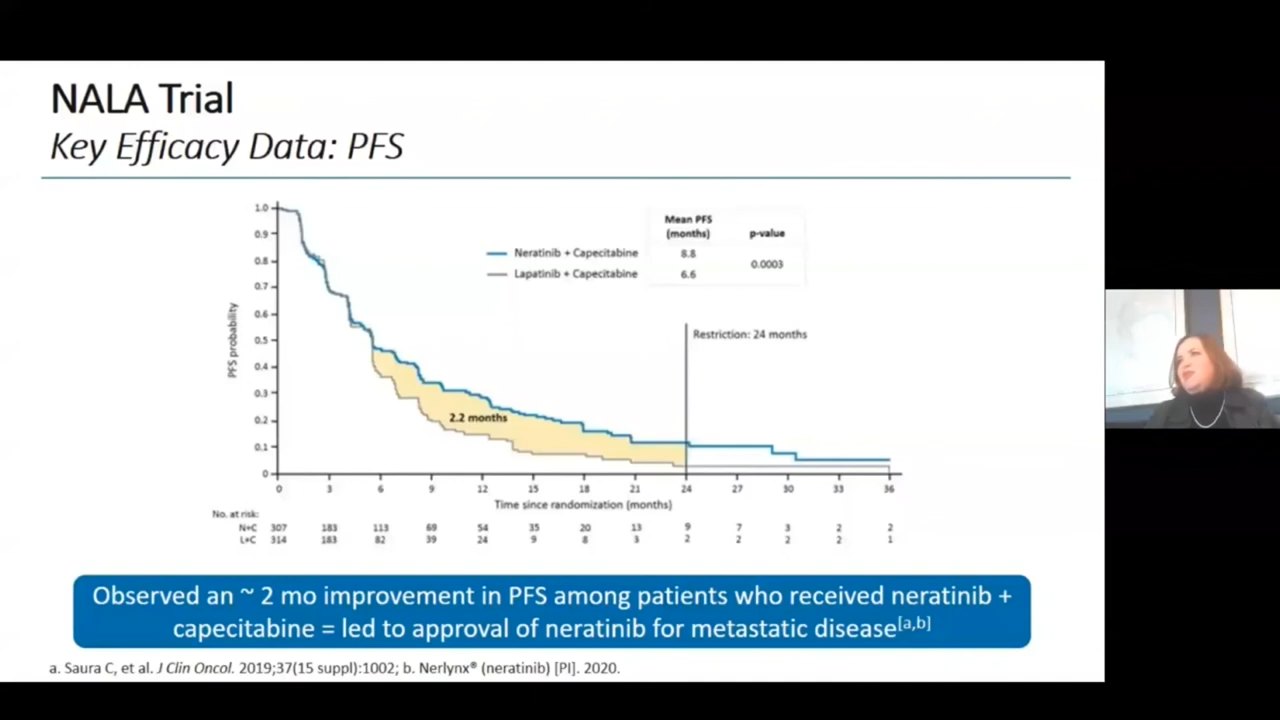 NALA Trial
Key Efficacy Data: PFS
Mean PFS
(months)
p-value
Neratinib + Capecitabine
8.8
0.0003
Lapatinib + Capecitabine
6.6
Restriction: 24 months
PFS probability
1.0
0.9
0.8
0.7
0.6
0.5
0.4
0.3
0.2
0.1
0
2.2 months
0 3 6 9 12 15 18 21 24 27 30 33 36
Time since randomization (months)
No. at risk:
N+C 307 183 113 69 54 35 20 13 9 7 3 2 2
L+C 314 183 82 39 24 9 8 3 2 2 2 2 1
Observed an ~ 2 mo improvement in PFS among patients who received neratinib +
capecitabine = led to approval of neratinib for metastatic disease[a,b]
a. Saura C, et al. J Clin Oncol. 2019;37(15 suppl):1002; b. Nerlynx® (neratinib) [PI]. 2020.